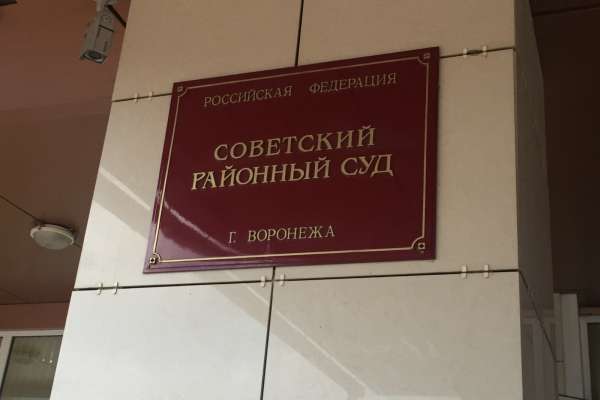 РОССИЙСКАЯ ФЕДЕРАЦИЯ
СОВЕТСКИЙ
РАЙОННЫЙ СУД
Г. ВОРОНЕЖА